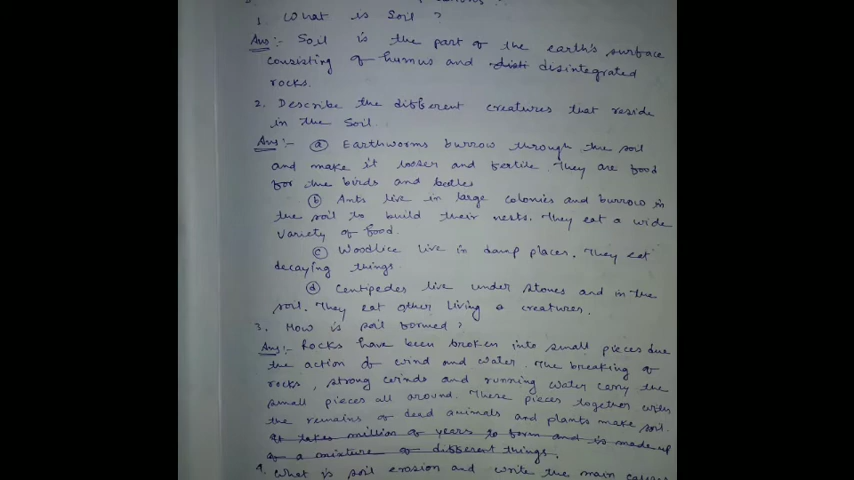 1. What is Soil ?
Ans:- Soil is the part of the earth's surface
consisting of humus and disti disintegrated
rocks.
2. Describe the different creatures that reside
in the soil.
Ans:- (a) Earthworms burrow through the soil
and make it looser and fertile. They are food
for the birds and beetles
(b) Ants live in large colonies and burrow in
the soil to build their nests. They eat a wide
variety of food.
(c) Woodlice live in damp places. They eat
decaying things
(d) Centipedes live under stones and in the
soil. They eat other living creatures.
3. How is soil formed ?
Ans:- Rocks have been broken into small pieces due
the action of wind and water. The breaking of
rocks, strong winds and running water carry the
small pieces all around. These pieces together with
the remains of dead animals and plants make soil.
It takes million of years to form and is made up
of a mixture of different things.
4. What is soil erosion and write the main causes